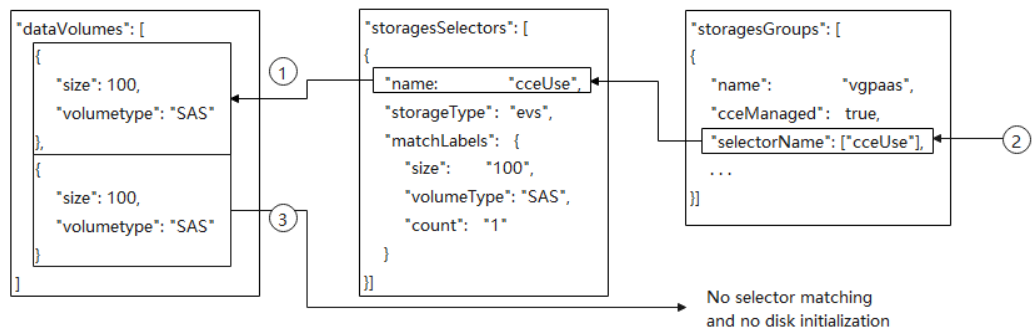 "dataVolumes": [
{
"size": 100,
"volumetype": "SAS"
},
{
"size": 100,
"volumetype": "SAS"
}
]
1
3
"storagesSelectors": [
{
"name: "cceUse",
"storageType": "evs",
"matchLabels": {
"size": "100",
"volumeType": "SAS",
"count": "1"
}
}]
"storagesGroups": [
{
"name": "vgpaas",
"cceManaged": true,
"selectorName": ["cceUse"],
...
}]
2
No selector matching
and no disk initialization